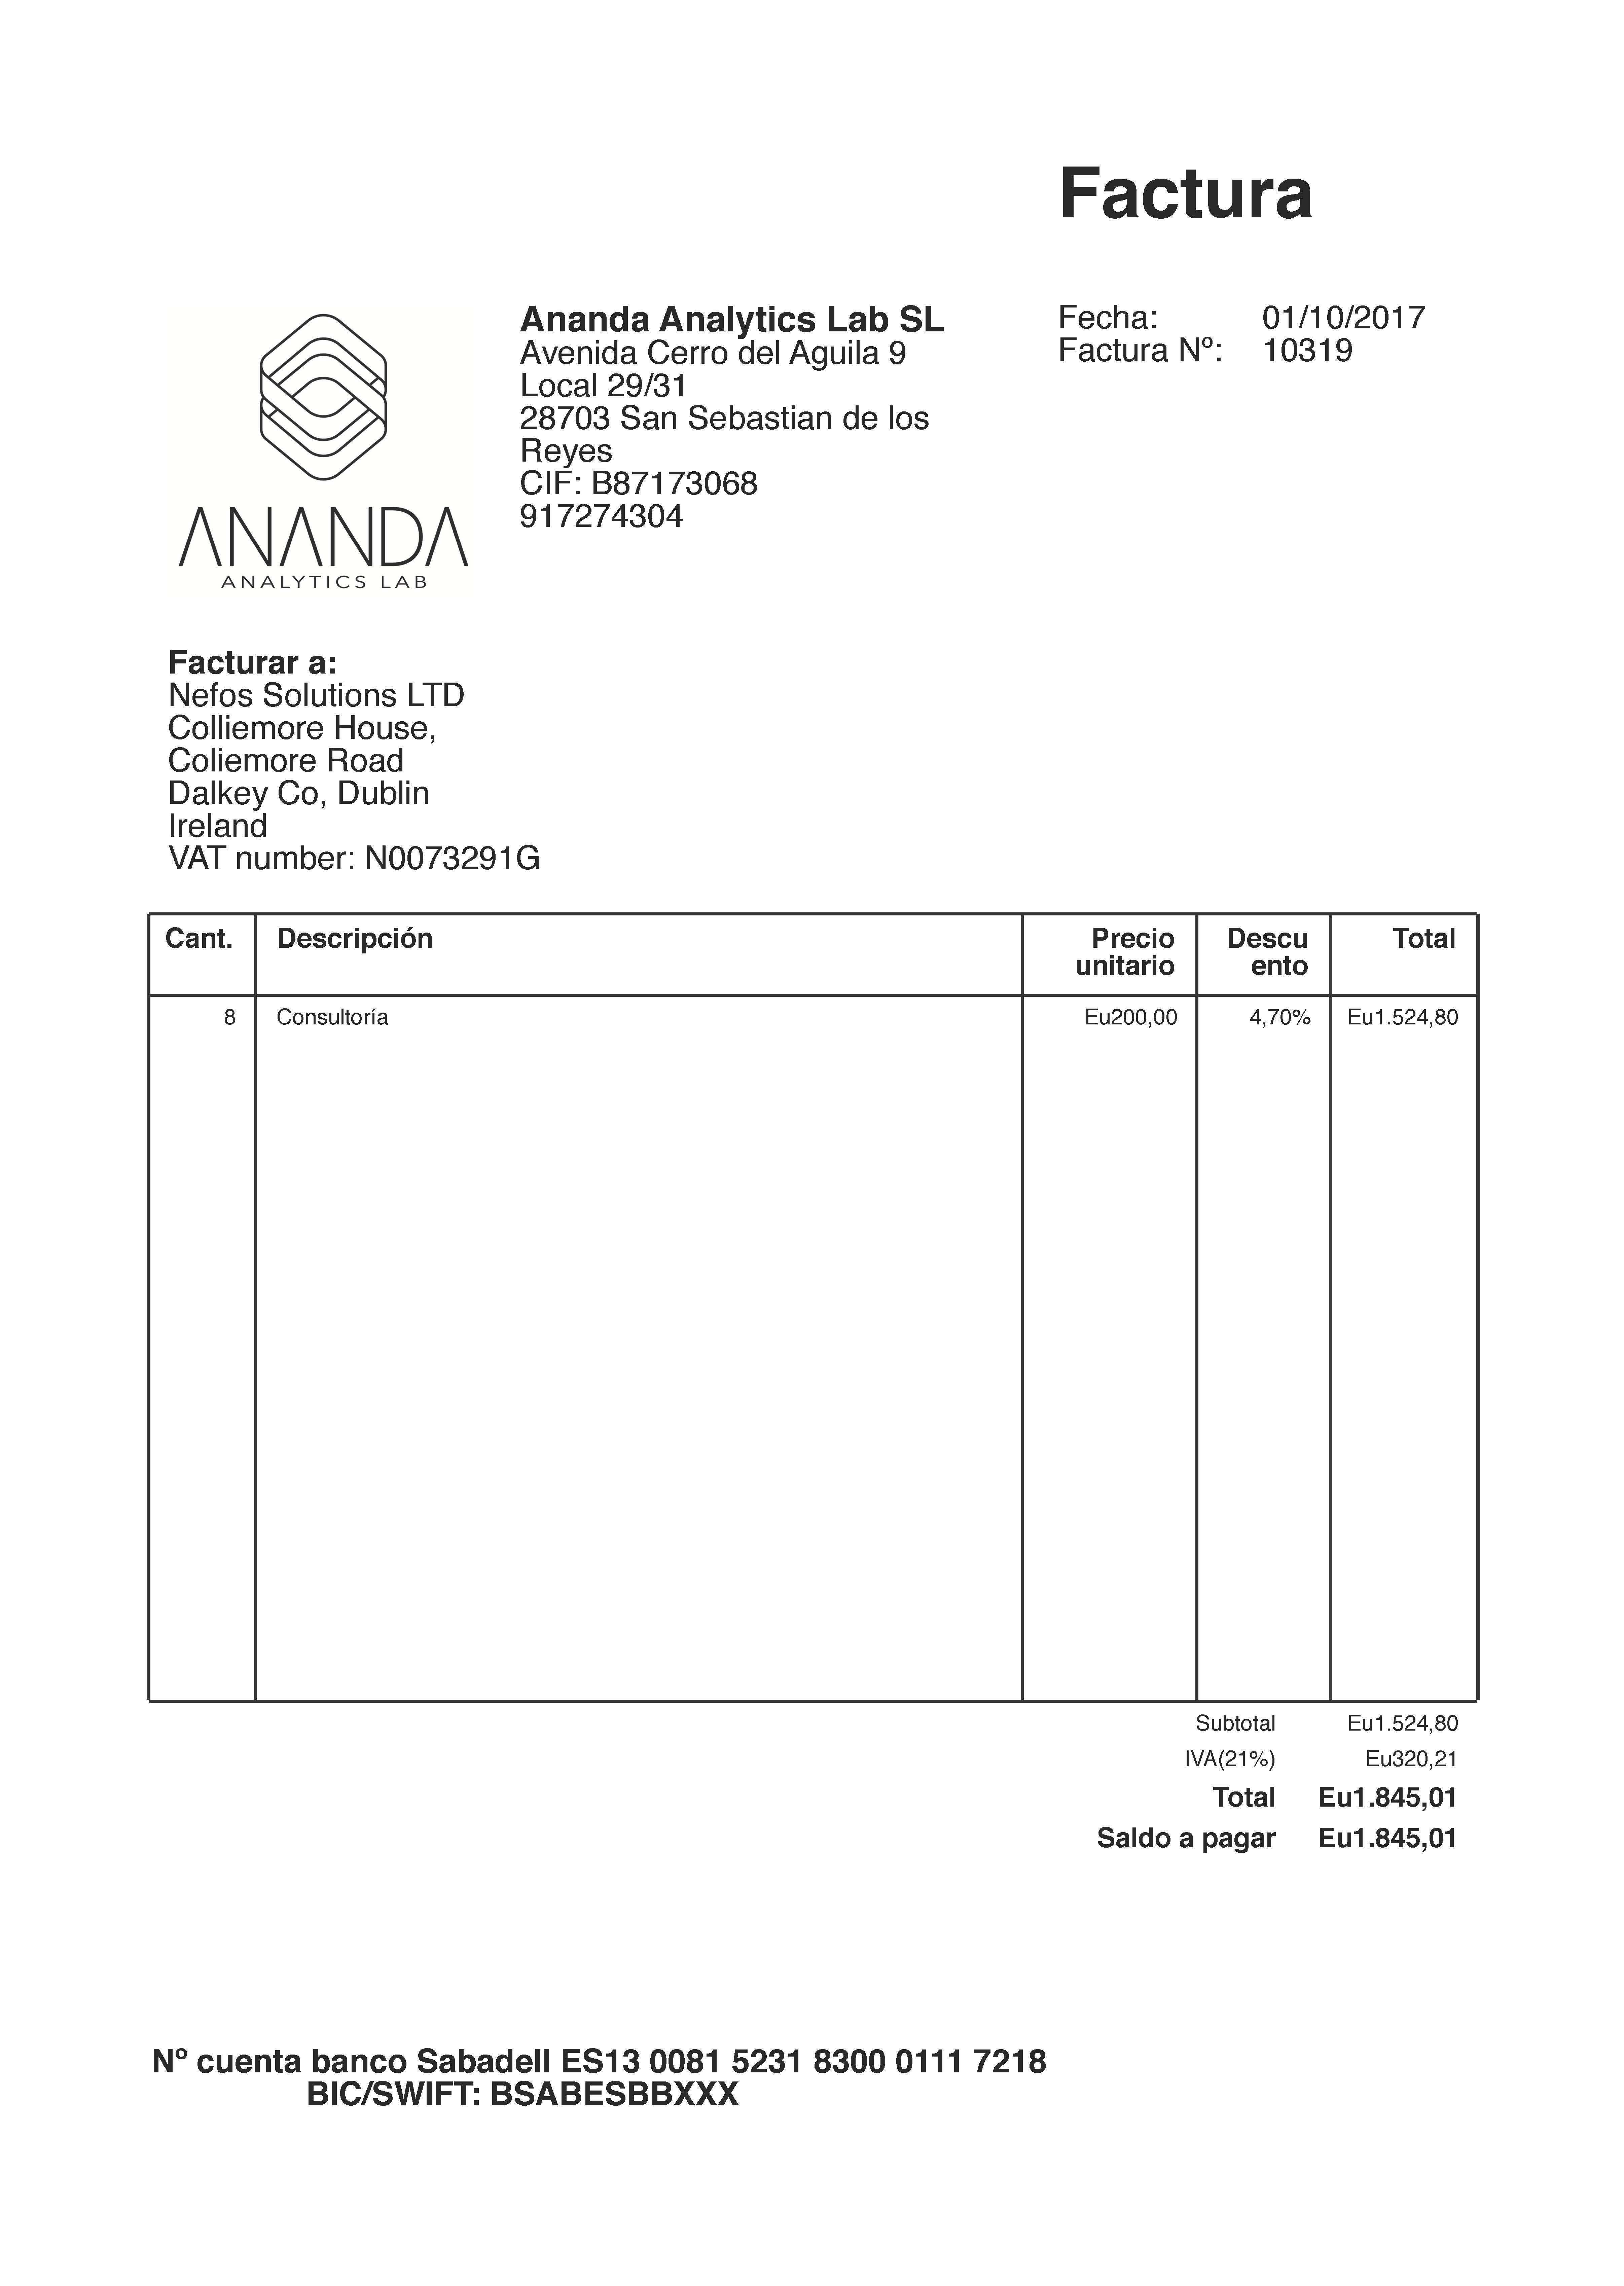 Factura
ANANDA
ANALYTICS LAB
Ananda Analytics Lab SL
Avenida Cerro del Aguila 9
Local 29/31
28703 San Sebastian de los
Reyes
CIF: B87173068
917274304
Fecha: 01/10/2017
Factura Nº: 10319
Facturar a:
Nefos Solutions LTD
Colliemore House,
Coliemore Road
Dalkey Co, Dublin
Ireland
VAT number: N0073291G
Cant. Descripción Precio unitario Descu ento Total
8 Consultoría Eu200,00 4,70% Eu1.524,80
Subtotal Eu1.524,80
IVA(21%) Eu320,21
Total Eu1.845,01
Saldo a pagar Eu1.845,01
Nº cuenta banco Sabadell ES13 0081 5231 8300 0111 7218
BIC/SWIFT: BSABESBBXXX